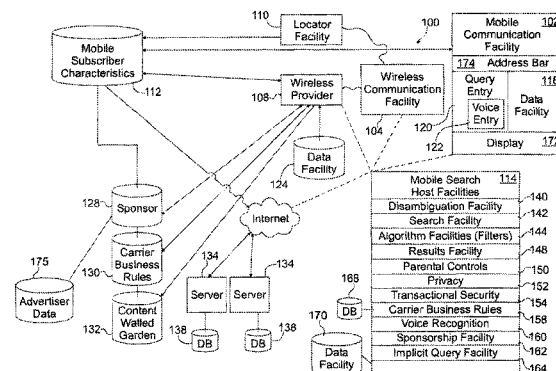 100
110
Locator
Facility
Mobile
Subscriber
Characteristics
112
Wireless
Provider
108
Wireless
Communication
Facility
104
Mobile
Communication
Facility
102
174
Address Bar
Query
Entry
Voice
Entry
Data
Facility
118
120
122
Display
172
Data
Facility
124
Internet
128
Sponsor
Carrier
Business
Rules
130
Content
Walled
Garden
132
175
Advertiser
Data
134
Server
134
Server
138
DB
DB
138
Mobile Search
Host Facilities
114
Disambiguation Facility
140
Search Facility
142
Algorithm Facilities (Filters)
144
Results Facility
148
Parental Controls
150
Privacy
152
Transactional Security
154
Carrier Business Rules
158
Voice Recognition
160
Sponsorship Facility
162
Implicit Query Facility
164
168
DB
170
Data
Facility